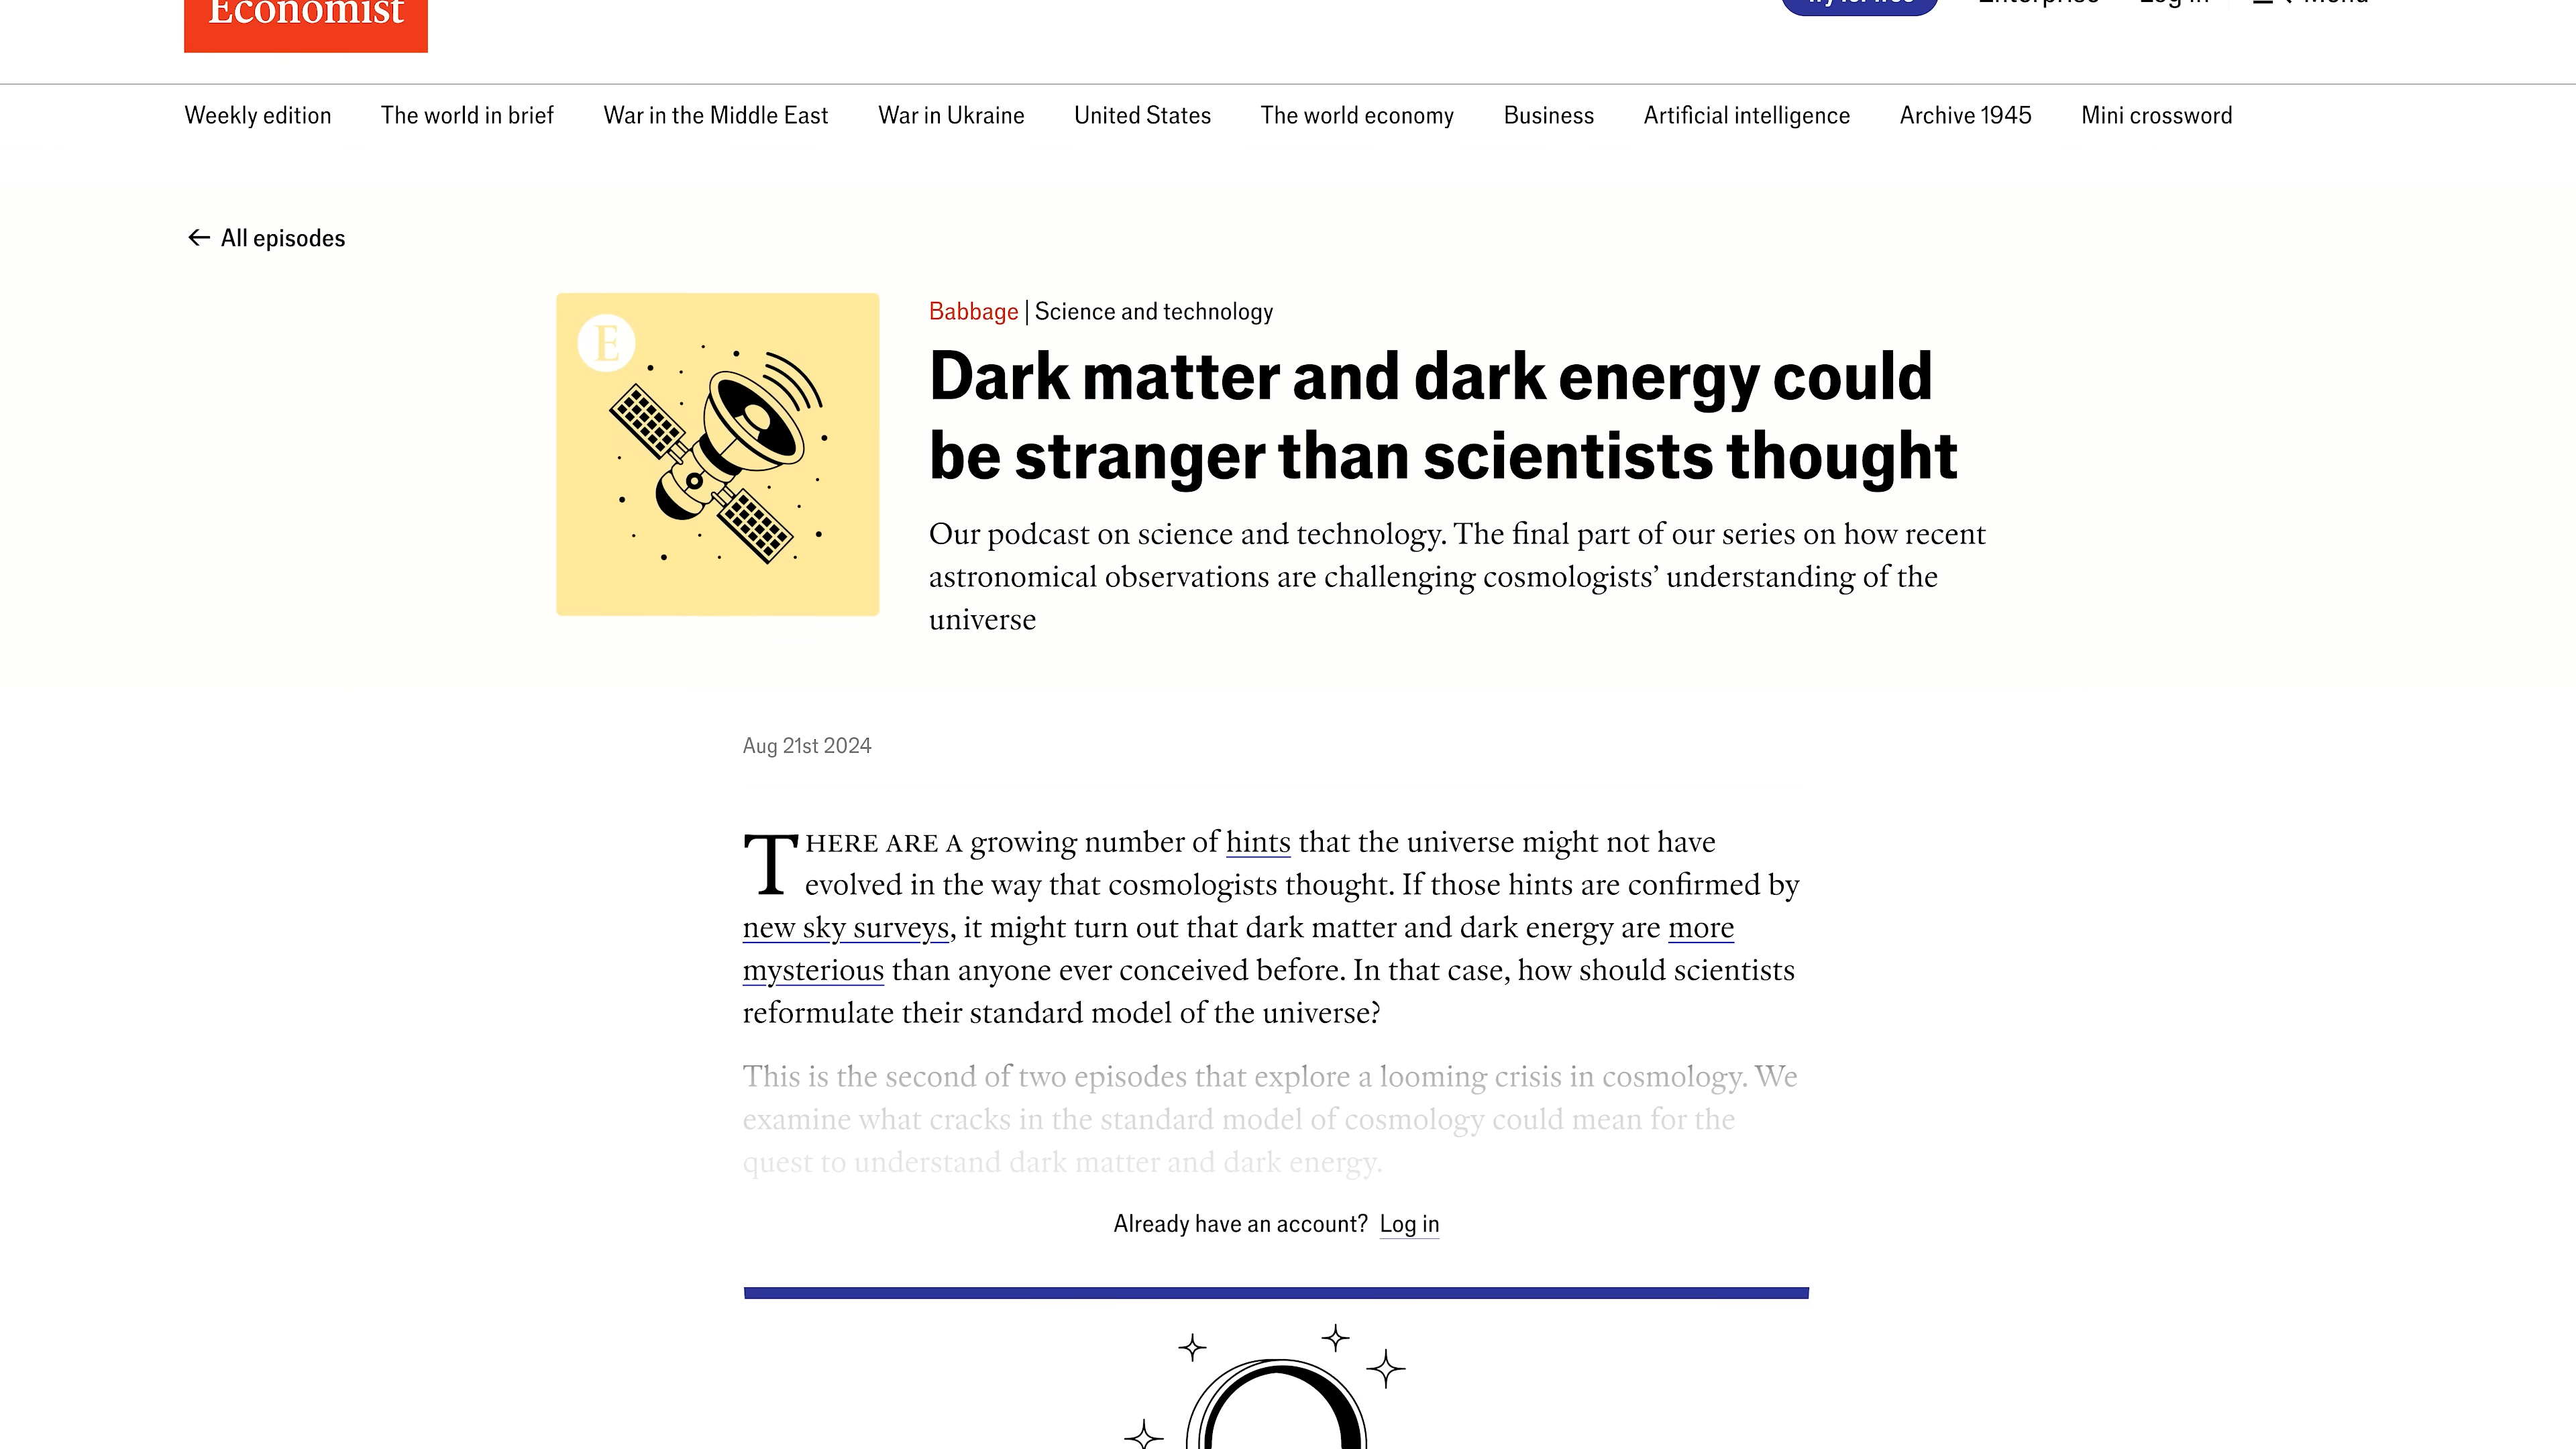 Economist
Try for free Enterprise Log in Menu
Weekly edition The world in brief War in the Middle East War in Ukraine United States The world economy Business Artificial intelligence Archive 1945 Mini crossword
← All episodes
E
Babbage | Science and technology
Dark matter and dark energy could
be stranger than scientists thought
Our podcast on science and technology. The final part of our series on how recent
astronomical observations are challenging cosmologists’ understanding of the
universe
Aug 21st 2024
THERE ARE A growing number of hints that the universe might not have
evolved in the way that cosmologists thought. If those hints are confirmed by
new sky surveys, it might turn out that dark matter and dark energy are more
mysterious than anyone ever conceived before. In that case, how should scientists
reformulate their standard model of the universe?
This is the second of two episodes that explore a looming crisis in cosmology. We
examine what cracks in the standard model of cosmology could mean for the
quest to understand dark matter and dark energy.
Already have an account? Log in